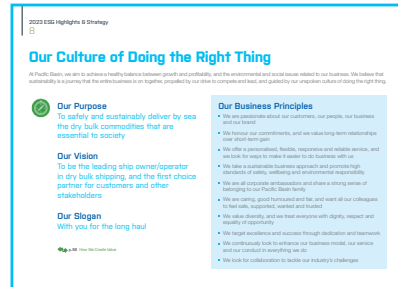 2023 ESG Highlights & Strategy
8
Our Culture of Doing the Right Thing
At Pacific Basin, we aim to achieve a healthy balance between growth and profitability, and the environmental and social issues related to our business. We believe that
sustainability is a journey that the entire business is on together, propelled by our drive to compete and lead, and guided by our unspoken culture of doing the right thing.
Our Purpose
To safely and sustainably deliver by sea
the dry bulk commodities that are
essential to society
Our Vision
To be the leading ship owner/operator
in dry bulk shipping, and the first choice
partner for customers and other
stakeholders
Our Slogan
With you for the long haul
p.58 How We Create Value
Our Business Principles
• We are passionate about our customers, our people, our business
and our brand
• We honour our commitments, and we value long-term relationships
over short-term gain
• We offer a personalised, flexible, responsive and reliable service, and
we look for ways to make it easier to do business with us
• We take a sustainable business approach and promote high
standards of safety, wellbeing and environmental responsibility
• We are all corporate ambassadors and share a strong sense of
belonging to our Pacific Basin family
• We are caring, good humoured and fair, and want all our colleagues
to feel safe, supported, wanted and trusted
• We value diversity, and we treat everyone with dignity, respect and
equality of opportunity
• We target excellence and success through dedication and teamwork
• We continuously look to enhance our business model, our service
and our conduct in everything we do
• We look for collaboration to tackle our industry's challenges